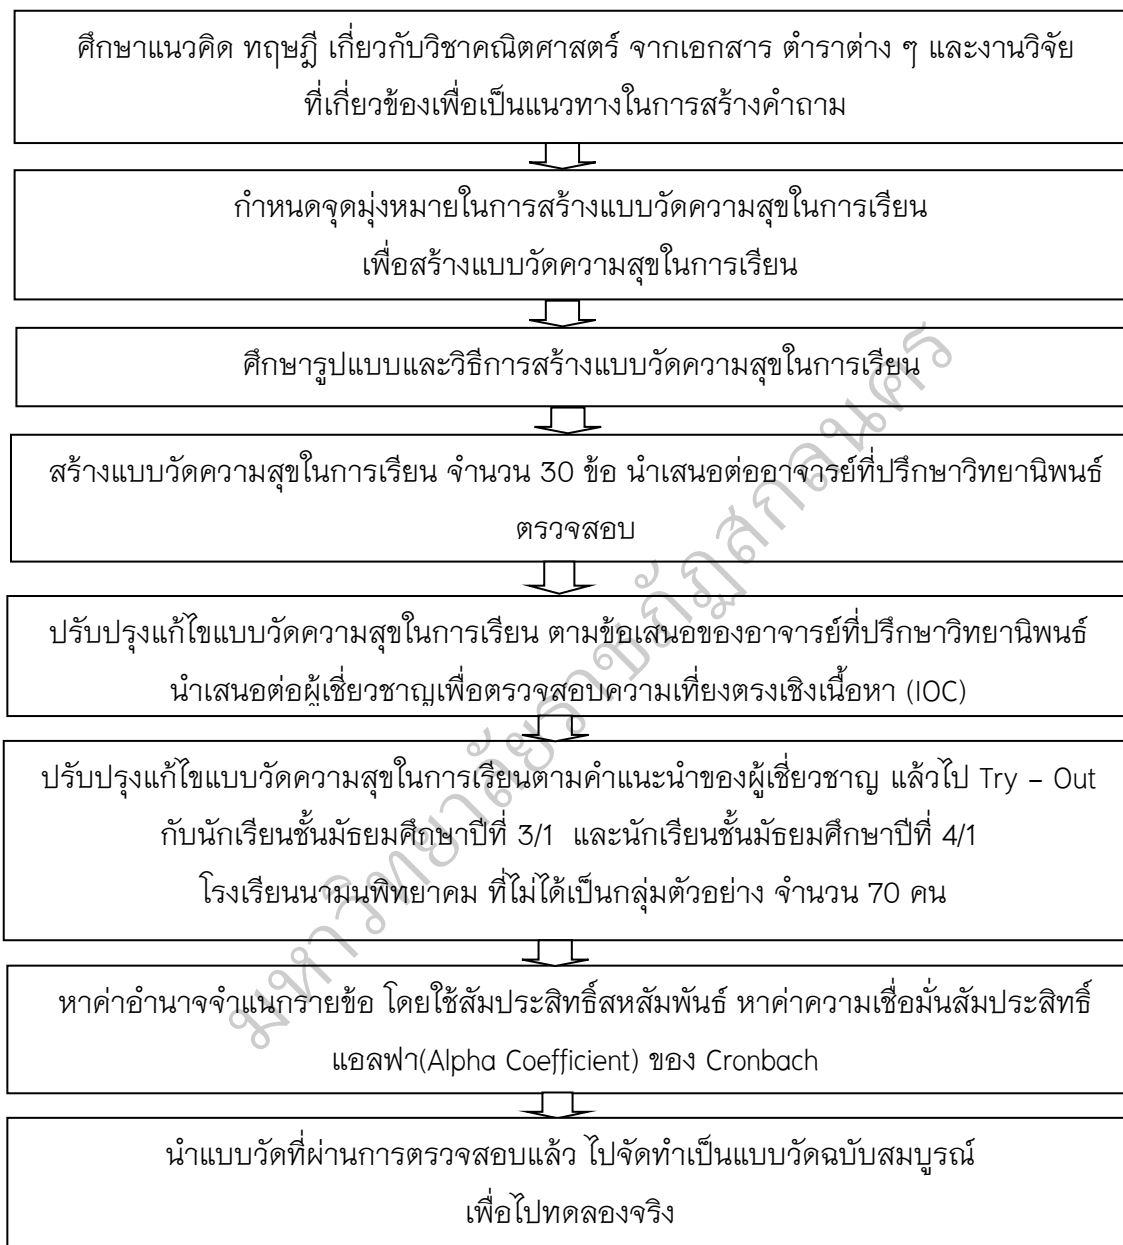 ศึกษาแนวคิด ทฤษฎี เกี่ยวกับวิชาคณิตศาสตร์ จากเอกสาร ตำราต่าง ๆ และงานวิจัย
ที่เกี่ยวข้องเพื่อเป็นแนวทางในการสร้างคำถาม
กำหนดจุดมุ่งหมายในการสร้างแบบวัดความสุขในการเรียน
เพื่อสร้างแบบวัดความสุขในการเรียน
ศึกษารูปแบบและวิธีการสร้างแบบวัดความสุขในการเรียน
สร้างแบบวัดความสุขในการเรียน จำนวน 30 ข้อ นำเสนอต่ออาจารย์ที่ปรึกษาวิทยานิพนธ์
ตรวจสอบ
ปรับปรุงแก้ไขแบบวัดความสุขในการเรียน ตามข้อเสนอของอาจารย์ที่ปรึกษาวิทยานิพนธ์
นำเสนอต่อผู้เชี่ยวชาญเพื่อตรวจสอบความเที่ยงตรงเชิงเนื้อหา (IOC)
ปรับปรุงแก้ไขแบบวัดความสุขในการเรียนตามคำแนะนำของผู้เชี่ยวชาญ แล้วไป Try – Out
กับนักเรียนชั้นมัธยมศึกษาปีที่ 3/1 และนักเรียนชั้นมัธยมศึกษาปีที่ 4/1
โรงเรียนนามนพิทยาคม ที่ไม่ได้เป็นกลุ่มตัวอย่าง จำนวน 70 คน
หาค่าอำนาจจำแนกรายข้อ โดยใช้สัมประสิทธิ์สหสัมพันธ์ หาค่าความเชื่อมั่นสัมประสิทธิ์
แอลฟา(Alpha Coefficient) ของ Cronbach
นำแบบวัดที่ผ่านการตรวจสอบแล้ว ไปจัดทำเป็นแบบวัดฉบับสมบูรณ์
เพื่อไปทดลองจริง
มหาวิทยาลัยราชภัฏสกลนคร